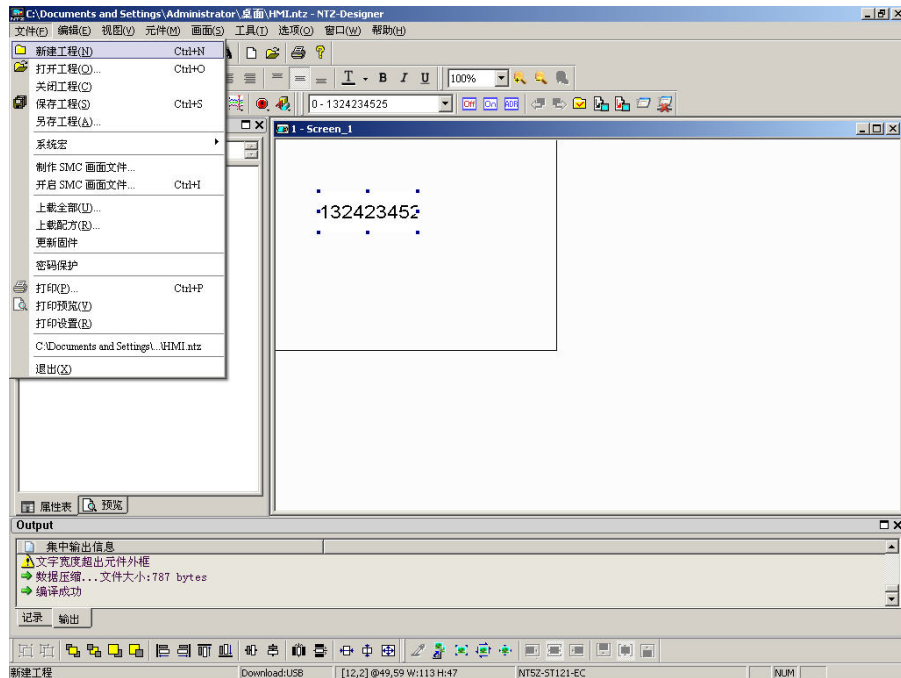 C:\Documents and Settings\Administrator\桌面\HMI.ntz - NTZ-Designer
文件(F) 编辑(E) 视图(V) 元件(M) 画面(S) 工具(T) 选项(O) 窗口(W) 帮助(H)
新建工程(N) Ctrl+N
打开工程(O)... Ctrl+O
关闭工程(C)
保存工程(S) Ctrl+S
另存工程(A)...
系统宏
制作 SMC 画面文件...
开启 SMC 画面文件... Ctrl+I
上载全部(U)...
上载配方(R)...
更新固件
密码保护
打印(P)... Ctrl+P
打印预览(V)
打印设置(R)
C:\Documents and Settings\...\HMI.ntz
退出(X)
I B I U 100%
0 - 1324234525 Off On ADR
1 - Screen_1
132423452
属性表 预览
Output
集中输出信息
文字宽度超出元件外框
数据压缩...文件大小:787 bytes
编译成功
记录 输出
新建工程 Download:USB [12,2] @49,59 W:113 H:47 NT5Z-ST121-EC NUM